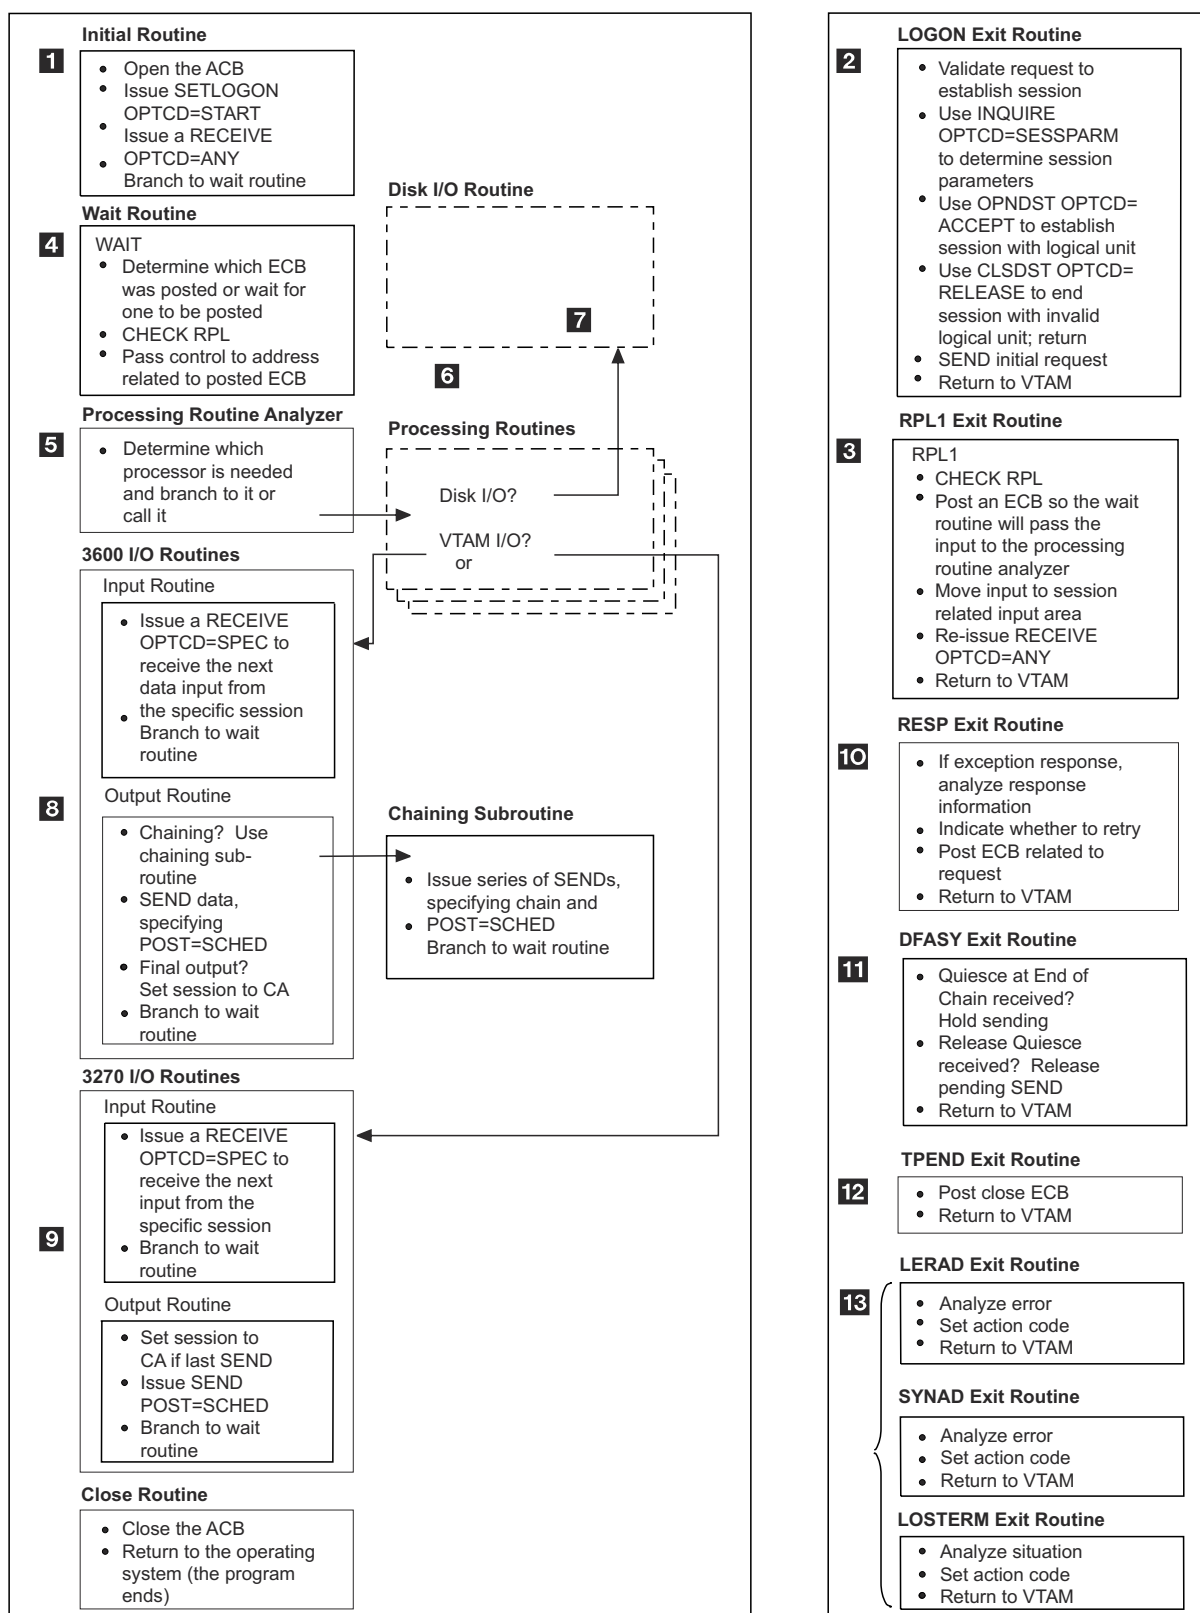 Initial Routine
1
• Open the ACB
• Issue SETLOGON
OPTCD=START
• Issue a RECEIVE
• OPTCD=ANY
Branch to wait routine
Wait Routine
4
WAIT
• Determine which ECB
was posted or wait for
one to be posted
• CHECK RPL
• Pass control to address
related to posted ECB
Processing Routine Analyzer
5
• Determine which
processor is needed
and branch to it or
call it
Disk I/O Routine
7
6
Processing Routines
Disk I/O?
VTAM I/O?
or
3600 I/O Routines
Input Routine
• Issue a RECEIVE
OPTCD=SPEC to
receive the next
data input from
• the specific session
Branch to wait
routine
8
Output Routine
• Chaining? Use
chaining sub-
routine
• SEND data,
specifying
POST=SCHED
• Final output?
Set session to CA
• Branch to wait
routine
Chaining Subroutine
• Issue series of SENDs,
specifying chain and
• POST=SCHED
Branch to wait routine
3270 I/O Routines
Input Routine
• Issue a RECEIVE
OPTCD=SPEC to
receive the next
input from the
specific session
• Branch to wait
routine
9
Output Routine
• Set session to
CA if last SEND
• Issue SEND
POST=SCHED
• Branch to wait
routine
Close Routine
• Close the ACB
• Return to the operating
system (the program
ends)
LOGON Exit Routine
2
• Validate request to
establish session
• Use INQUIRE
OPTCD=SESSPARM
to determine session
parameters
• Use OPNDST OPTCD=
ACCEPT to establish
session with logical unit
• Use CLSDST OPTCD=
RELEASE to end
session with invalid
logical unit; return
• SEND initial request
• Return to VTAM
RPL1 Exit Routine
3
RPL1
• CHECK RPL
• Post an ECB so the wait
routine will pass the
input to the processing
routine analyzer
• Move input to session
related input area
• Re-issue RECEIVE
OPTCD=ANY
• Return to VTAM
RESP Exit Routine
10
• If exception response,
analyze response
information
• Indicate whether to retry
• Post ECB related to
request
• Return to VTAM
DFASY Exit Routine
11
• Quiesce at End of
Chain received?
Hold sending
• Release Quiesce
received? Release
pending SEND
• Return to VTAM
TPEND Exit Routine
12
• Post close ECB
• Return to VTAM
LERAD Exit Routine
13
• Analyze error
• Set action code
• Return to VTAM
SYNAD Exit Routine
• Analyze error
• Set action code
• Return to VTAM
LOSTERM Exit Routine
• Analyze situation
• Set action code
• Return to VTAM